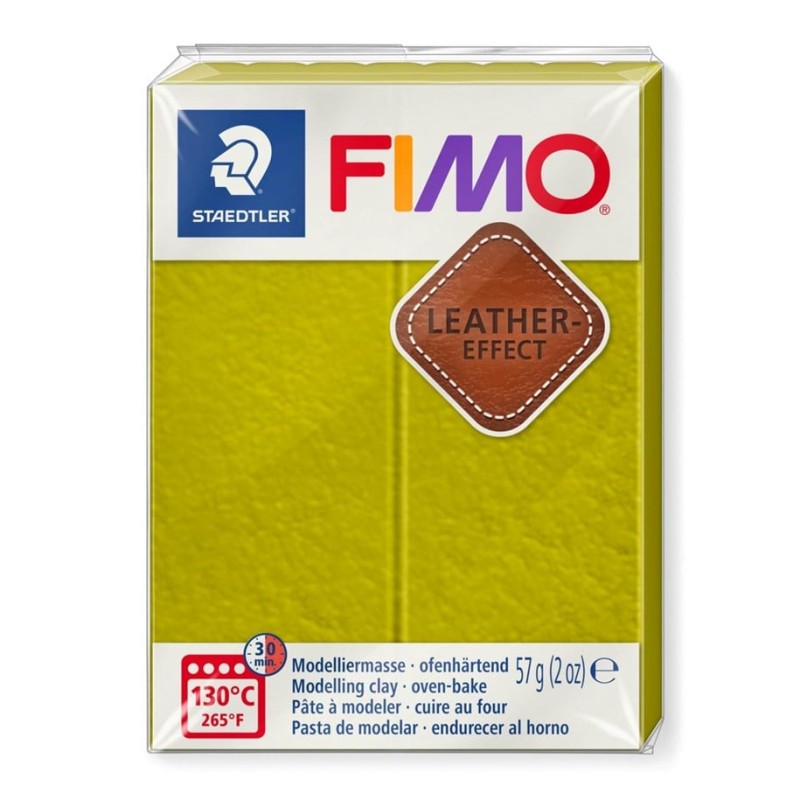 STAEDTLER®
FIMO®
LEATHER-
EFFECT
30
min.
130°C
265°F
Modelliermasse · ofenhärtend 57 g (2 oz) ℮
Modelling clay · oven-bake
Pâte à modeler · cuire au four
Pasta de modelar · endurecer al horno